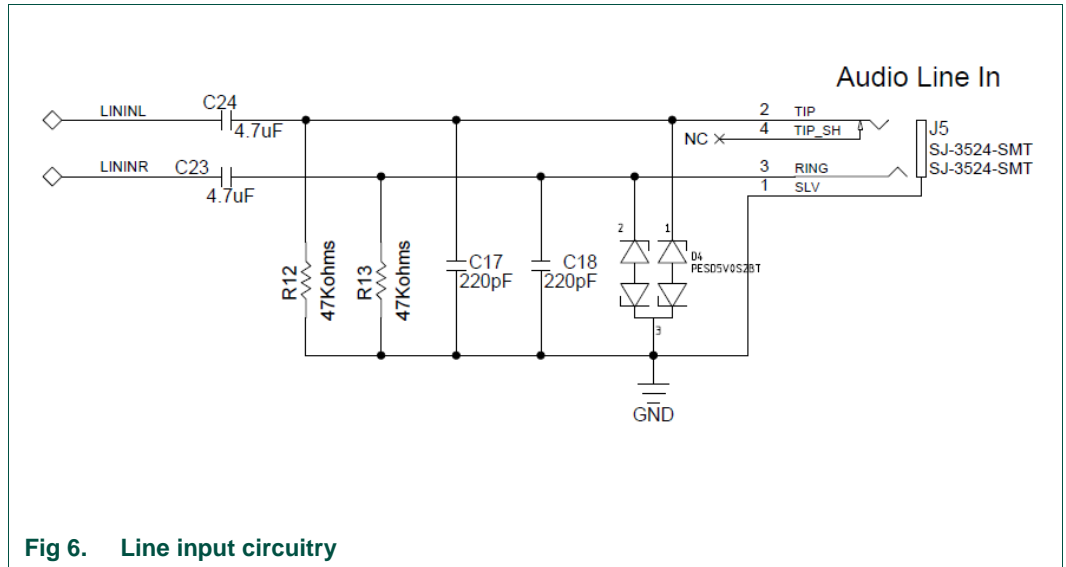 Audio Line In
LININL
C24
4.7uF
2 TIP
4 TIP_SH
NC
J5
SJ-3524-SMT
SJ-3524-SMT
LININR
C23
4.7uF
3 RING
1 SLV
R12
47Kohms
R13
47Kohms
C17
220pF
C18
220pF
2
1
D4
PESD5V0S2BT
3
GND
Fig 6. Line input circuitry